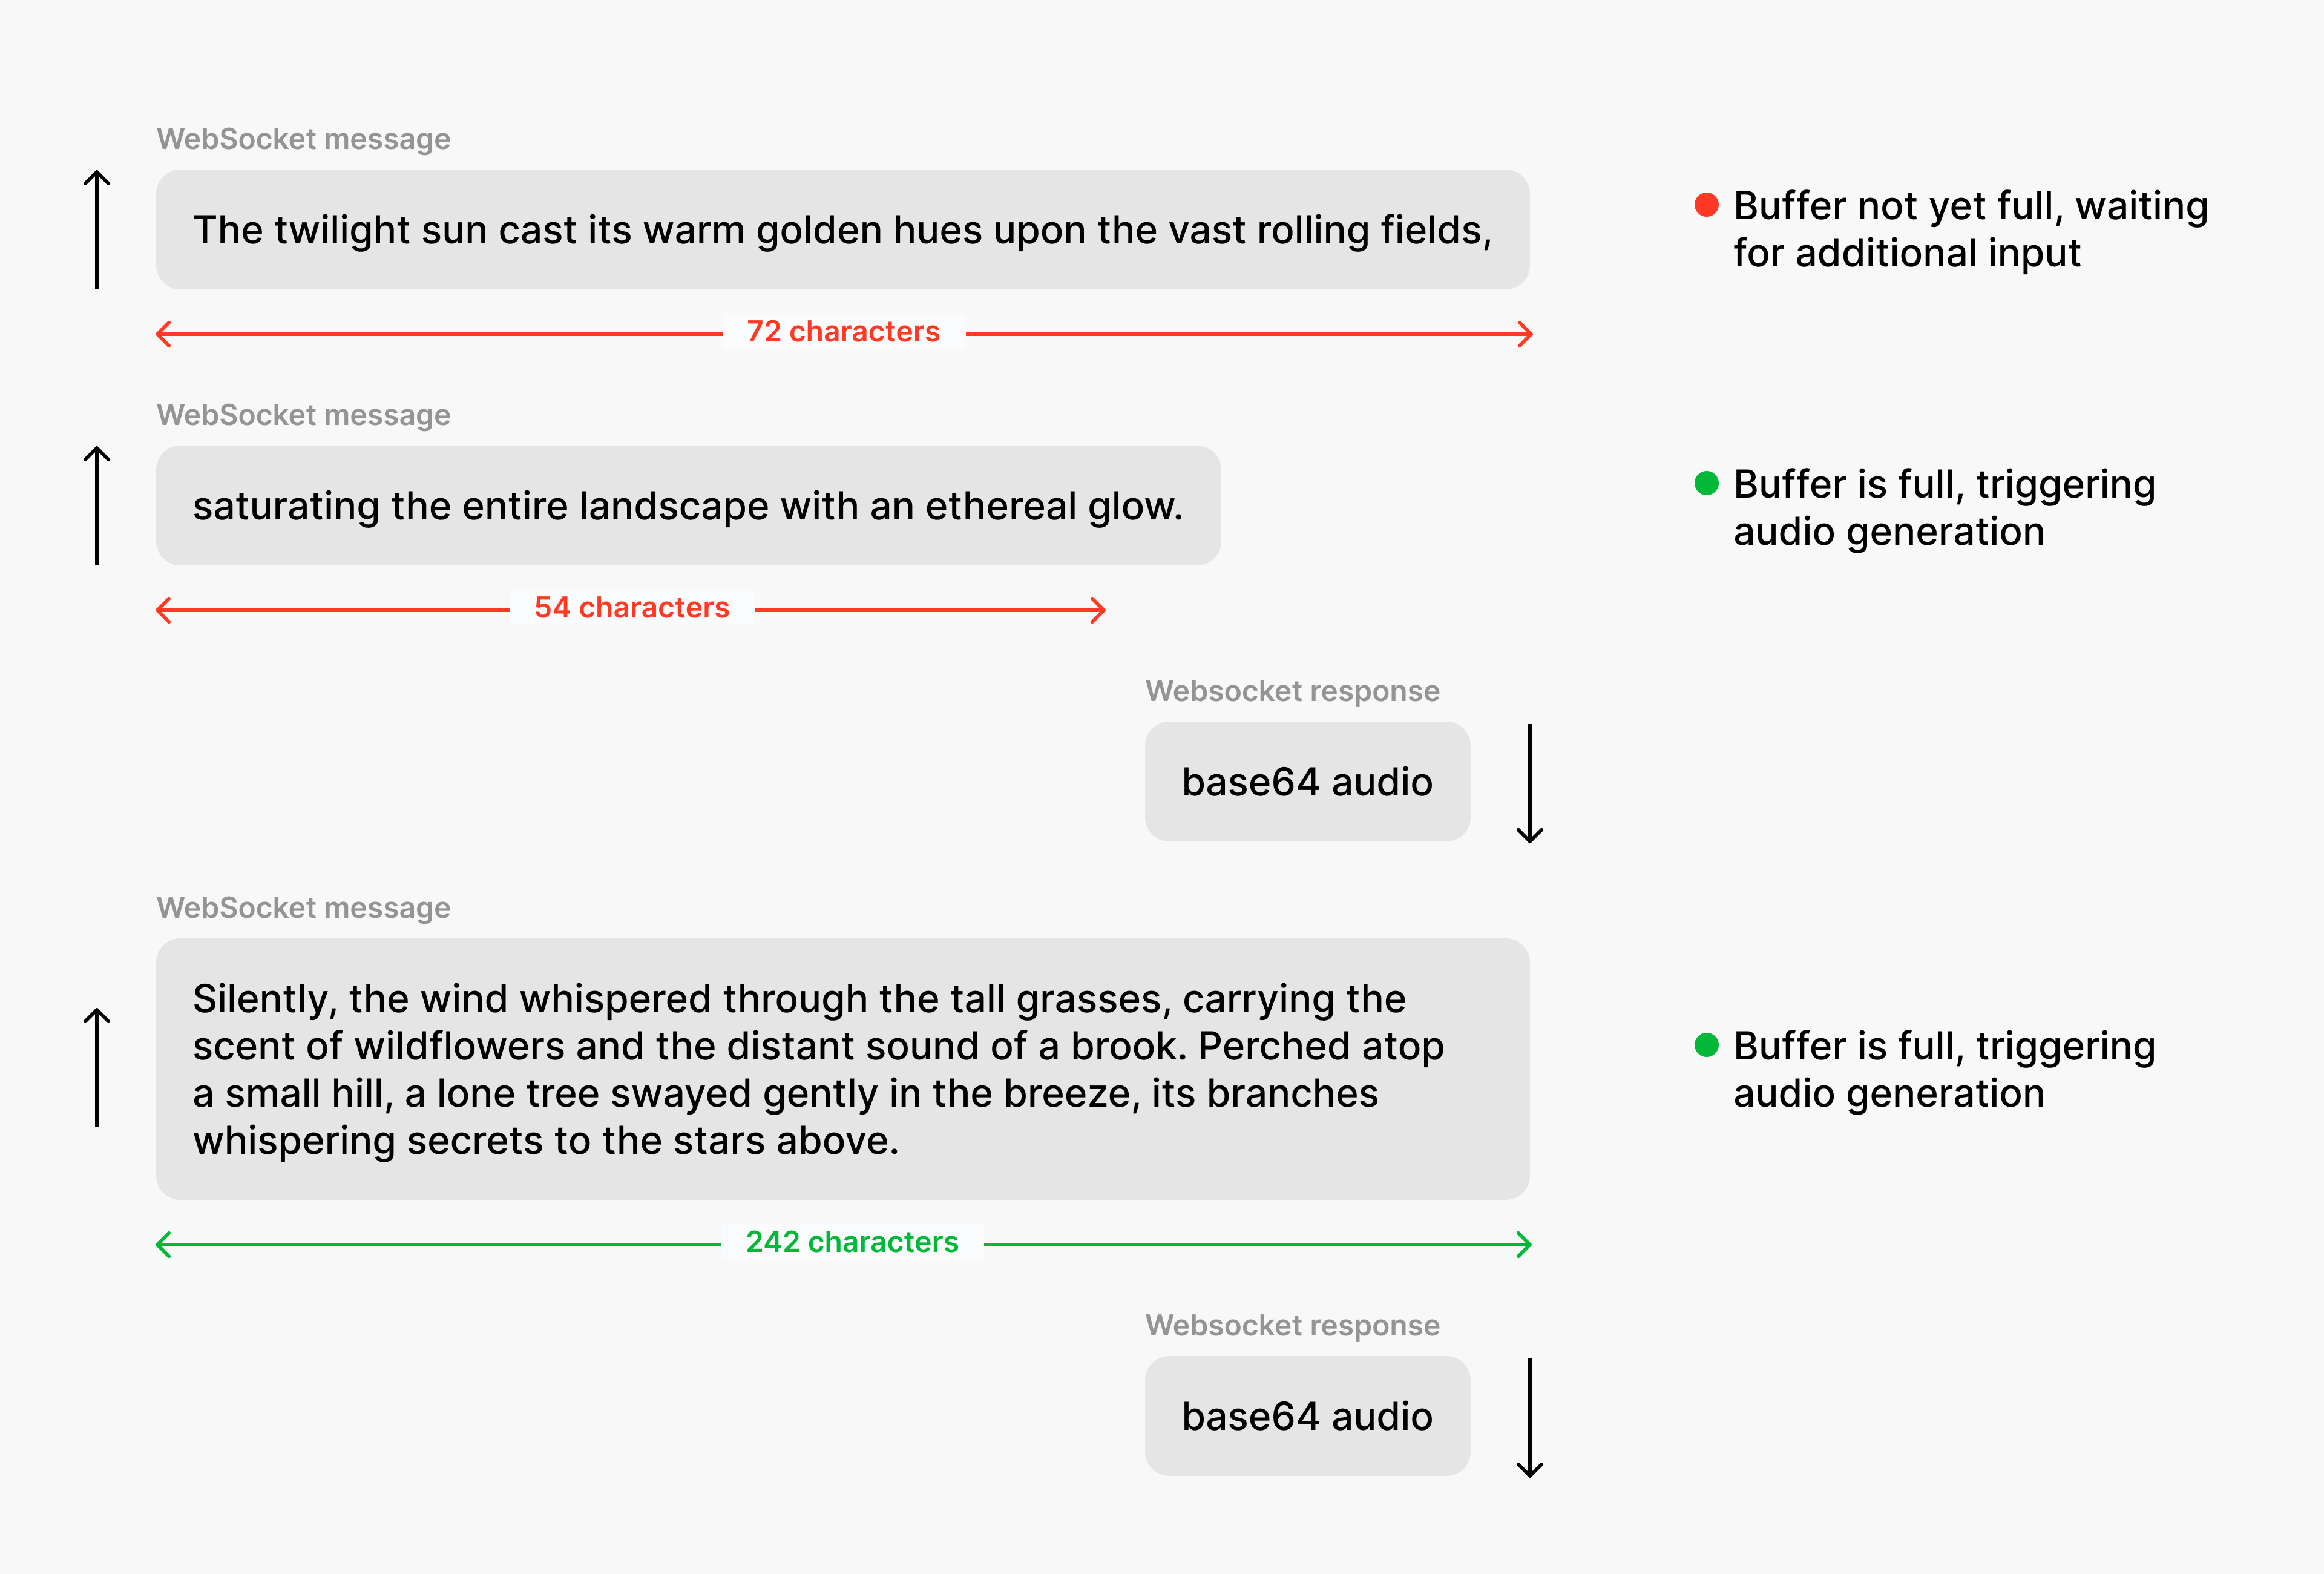 WebSocket message
The twilight sun cast its warm golden hues upon the vast rolling fields,
Buffer not yet full, waiting
for additional input
72 characters
WebSocket message
saturating the entire landscape with an ethereal glow.
Buffer is full, triggering
audio generation
54 characters
Websocket response
base64 audio
WebSocket message
Silently, the wind whispered through the tall grasses, carrying the
scent of wildflowers and the distant sound of a brook. Perched atop
a small hill, a lone tree swayed gently in the breeze, its branches
whispering secrets to the stars above.
Buffer is full, triggering
audio generation
242 characters
Websocket response
base64 audio